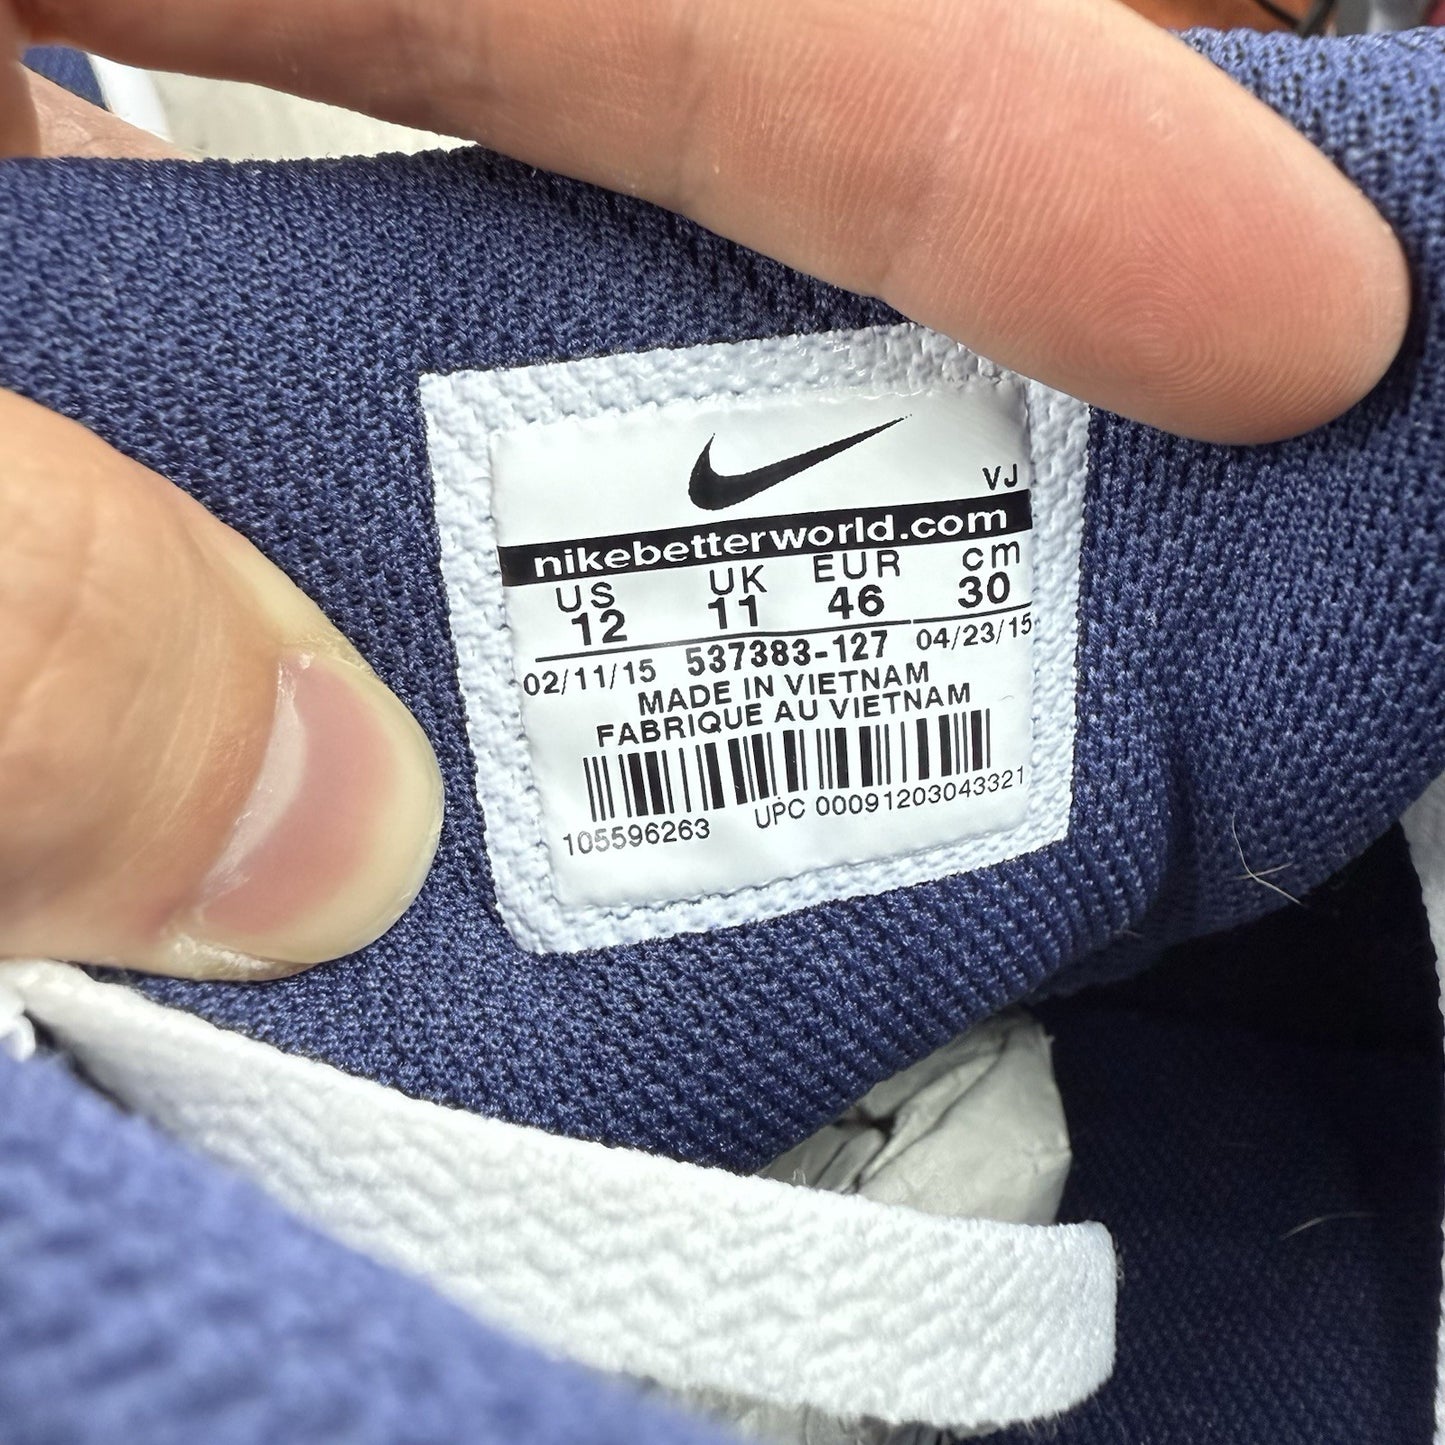 VJ
nikebetterworld.com
US UK EUR cm
12 11 46 30
02/11/15 537383-127 04/23/15
MADE IN VIETNAM
FABRIQUE AU VIETNAM
105596263 UPC 00091203043321